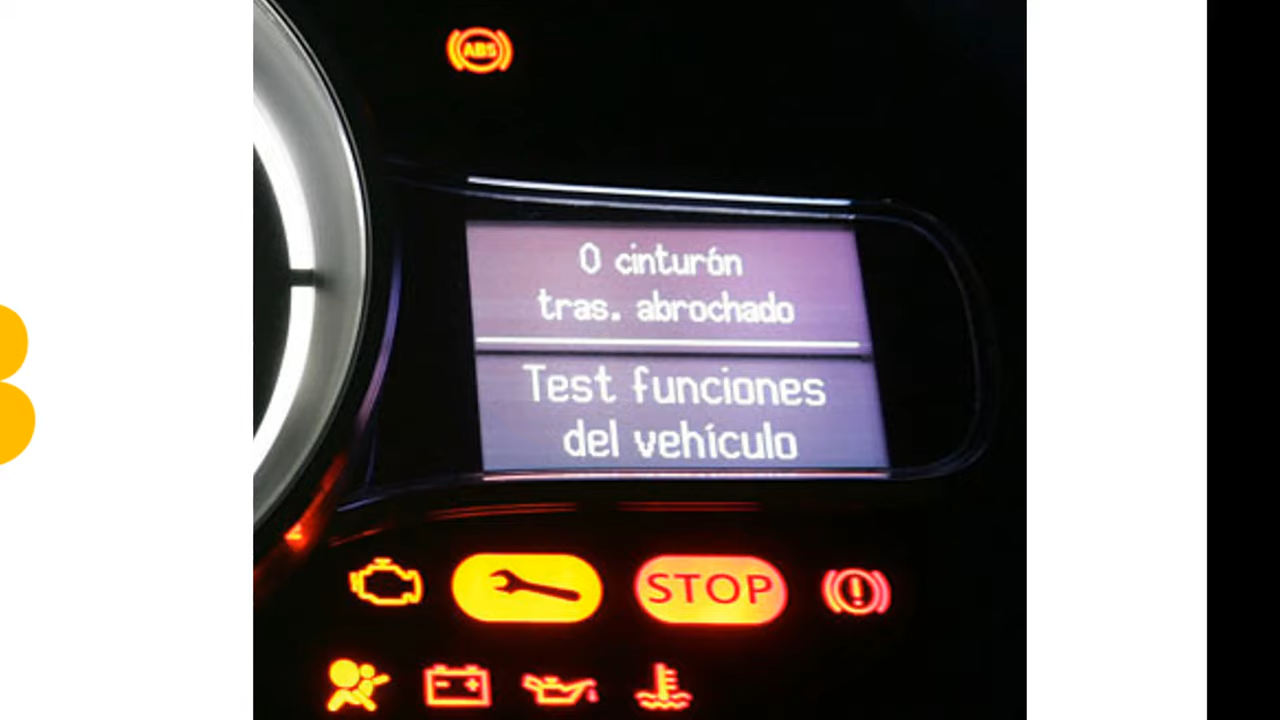 ABS
0 cinturón
tras. abrochado
Test funciones
del vehículo
STOP